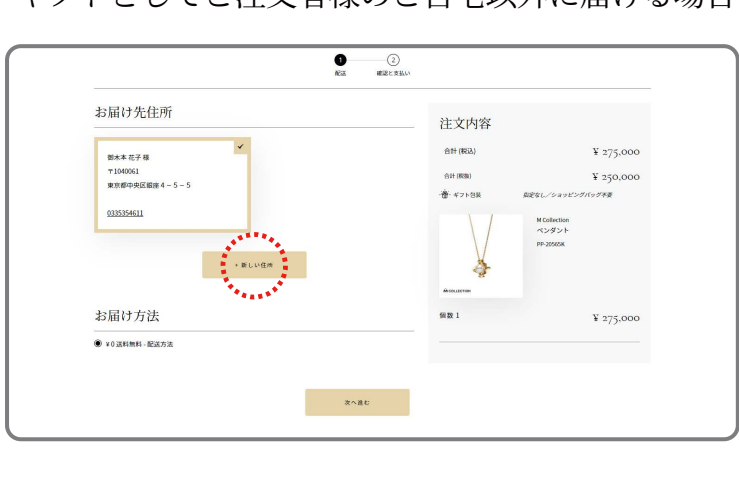 ギフトとしてご注文者様のご自宅以外に届ける場合
1 2
配送 確認と支払い
お届け先住所
御木本 花子 様
〒1040061
東京都中央区銀座4-5-5
0335354611
+ 新しい住所
お届け方法
¥0 送料無料 - 配送方法
次へ進む
注文内容
合計 (税込) ¥ 275,000
合計 (税抜) ¥ 250,000
ギフト包装 指定なし／ショッピングバッグ不要
M Collection
ペンダント
PP-20565K
M COLLECTION
個数 1 ¥ 275,000